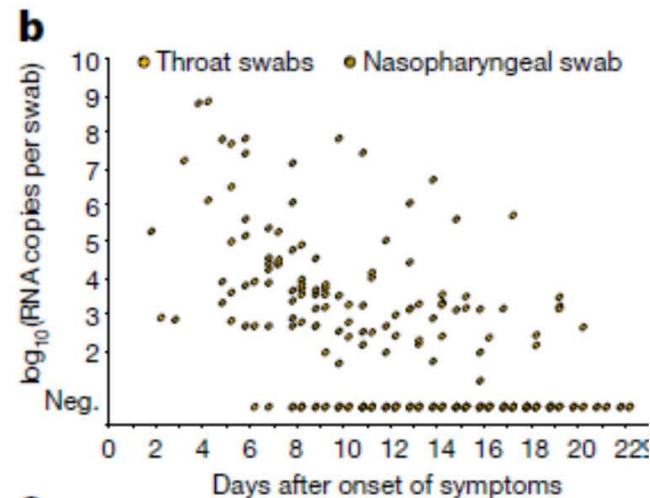 b
10
Throat swabs
Nasopharyngeal swab
9
8
7
6
5
4
3
2
Neg.
log10(RNA copies per swab)
0 2 4 6 8 10 12 14 16 18 20 22
Days after onset of symptoms